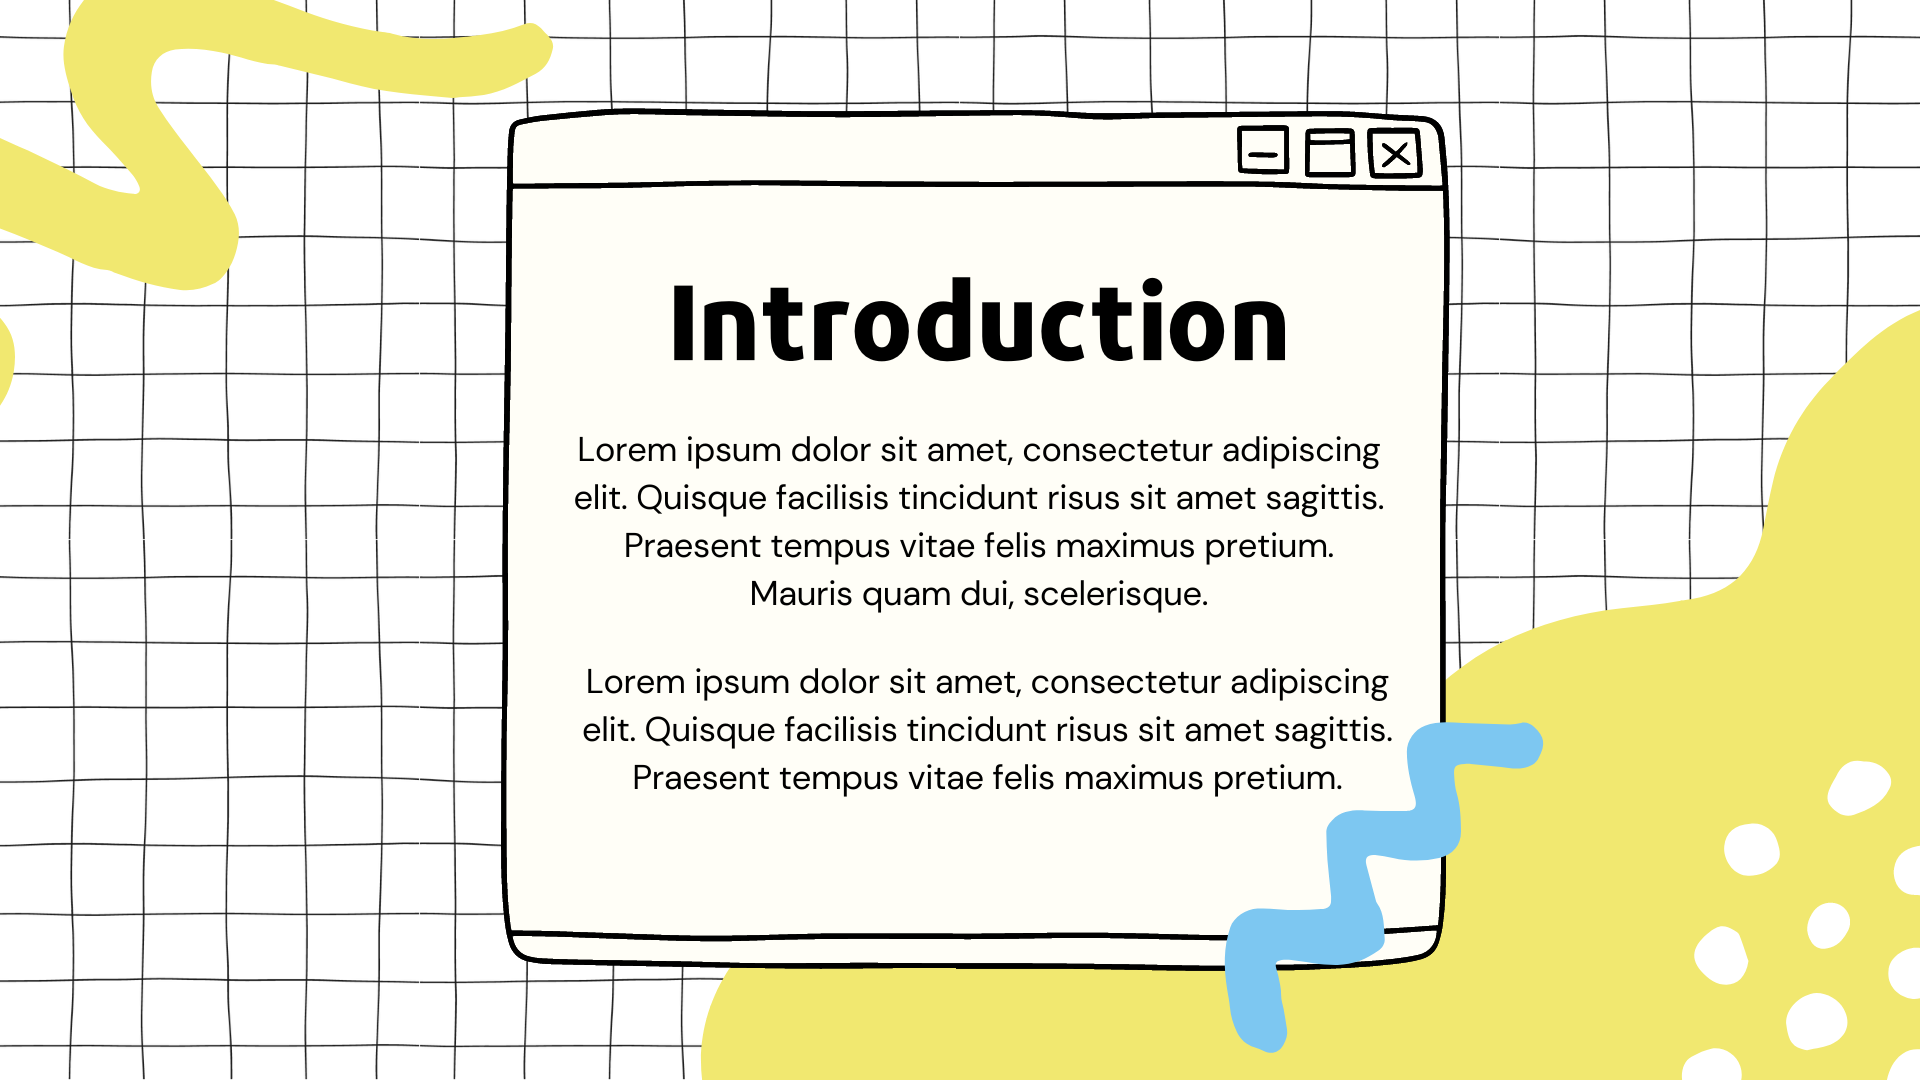 Introduction
Lorem ipsum dolor sit amet, consectetur adipiscing
elit. Quisque facilisis tincidunt risus sit amet sagittis.
Praesent tempus vitae felis maximus pretium.
Mauris quam dui, scelerisque.
Lorem ipsum dolor sit amet, consectetur adipiscing
elit. Quisque facilisis tincidunt risus sit amet sagittis.
Praesent tempus vitae felis maximus pretium.